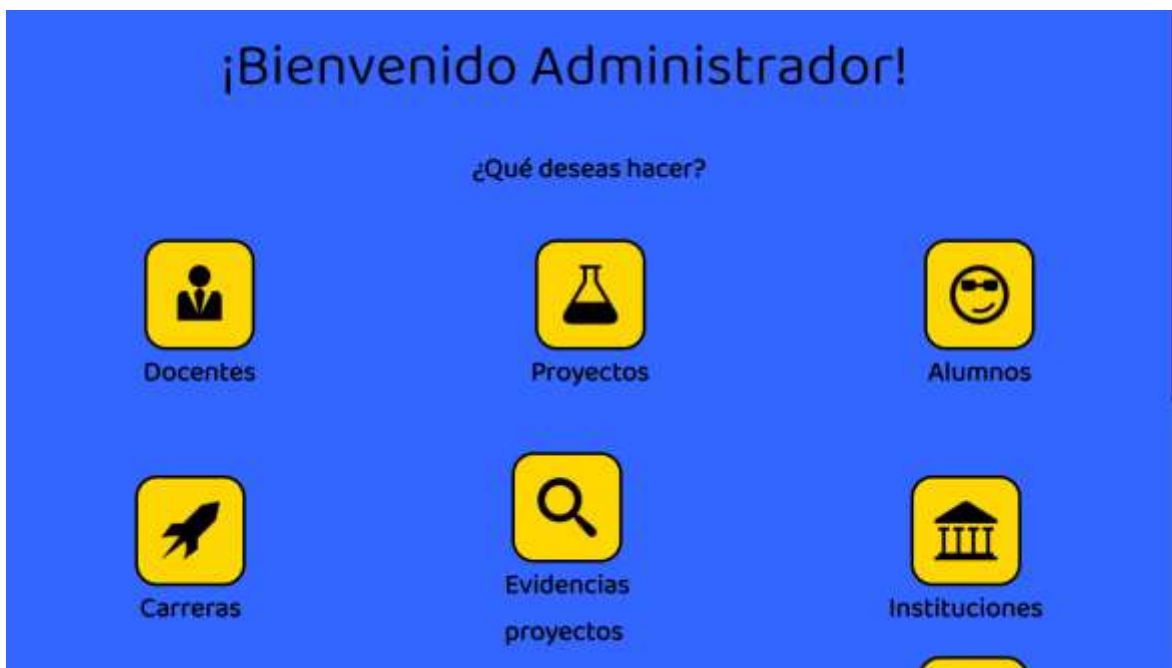 ¡Bienvenido Administrador!
¿Qué deseas hacer?
Docentes
Proyectos
Alumnos
Carreras
Evidencias
proyectos
Instituciones